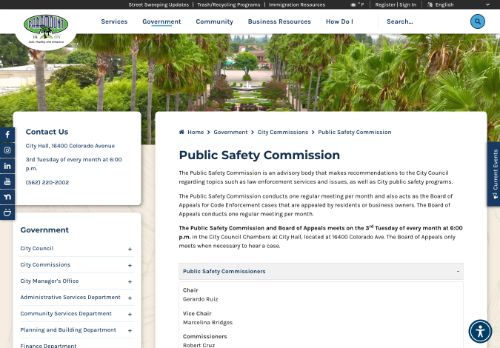 Street Sweeping Updates | Trash/Recycling Programs | Immigration Resources
°F | Register | Sign In | English
PARAMOUNT
Services Government Community Business Resources How Do I Search...
Contact Us
City Hall, 16400 Colorado Avenue
3rd Tuesday of every month at 6:00 p.m.
(562) 220-2002
Government
City Council +
City Commissions +
City Manager's Office +
Administrative Services Department +
Community Services Department +
Planning and Building Department +
Finance Department
Home > Government > City Commissions > Public Safety Commission
Public Safety Commission
The Public Safety Commission is an advisory body that makes recommendations to the City Council
regarding topics such as law enforcement services and issues, as well as City public safety programs.
The Public Safety Commission conducts one regular meeting per month and also acts as the Board of
Appeals for Code Enforcement cases that are appealed by residents or business owners. The Board of
Appeals conducts one regular meeting per month.
The Public Safety Commission and Board of Appeals meets on the 3rd Tuesday of every month at 6:00
p.m. in the City Council Chambers at City Hall, located at 16400 Colorado Ave. The Board of Appeals only
meets when necessary to hear a case.
Public Safety Commissioners -
Chair
Gerardo Ruiz
Vice Chair
Marcelina Bridges
Commissioners
Robert Cruz
Current Events